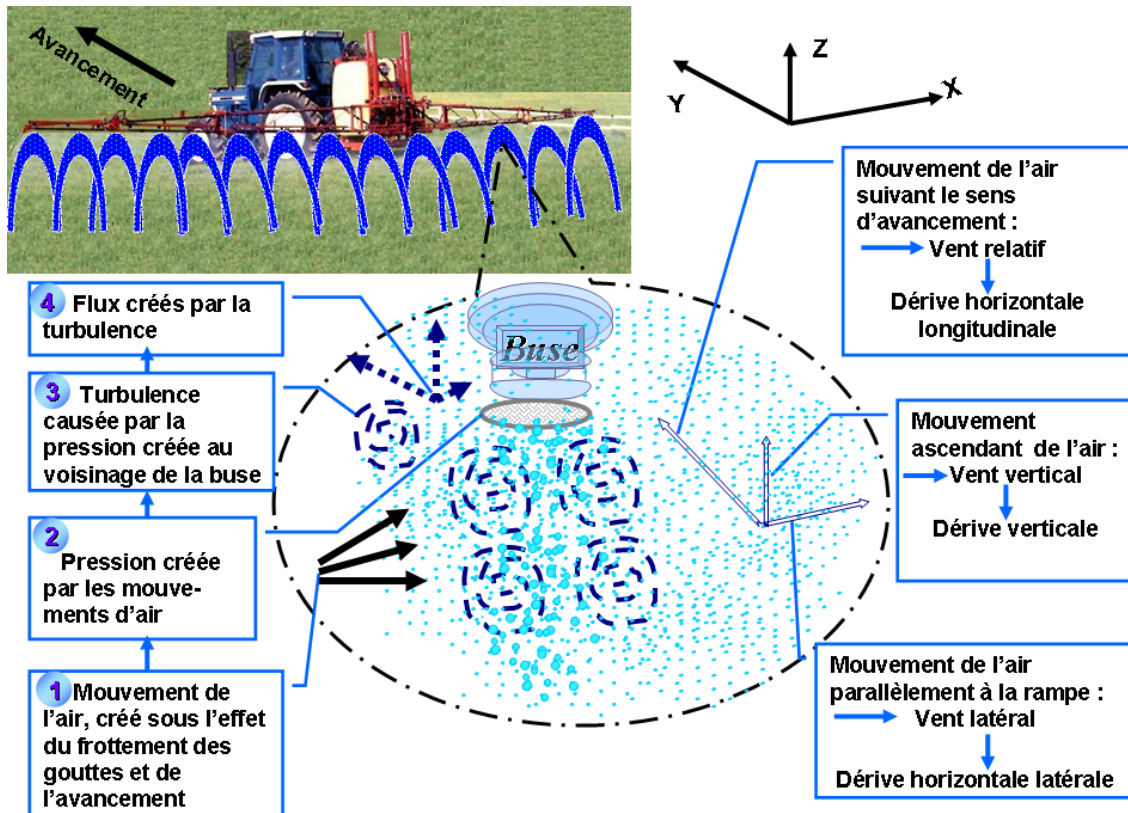 Avancement
Z
Y
X
Mouvement de l'air
suivant le sens
d'avancement :
Vent relatif
Dérive horizontale
longitudinale
4 Flux créés par la
turbulence
Buse
3 Turbulence
causée par la
pression créée au
voisinage de la buse
Mouvement
ascendant de l'air :
Vent vertical
Dérive verticale
2
Pression créée
par les mouve-
ments d'air
1 Mouvement de
l'air, créé sous l'effet
du frottement des
gouttes et de
l'avancement
Mouvement de l'air
parallèlement à la rampe :
Vent latéral
Dérive horizontale latérale